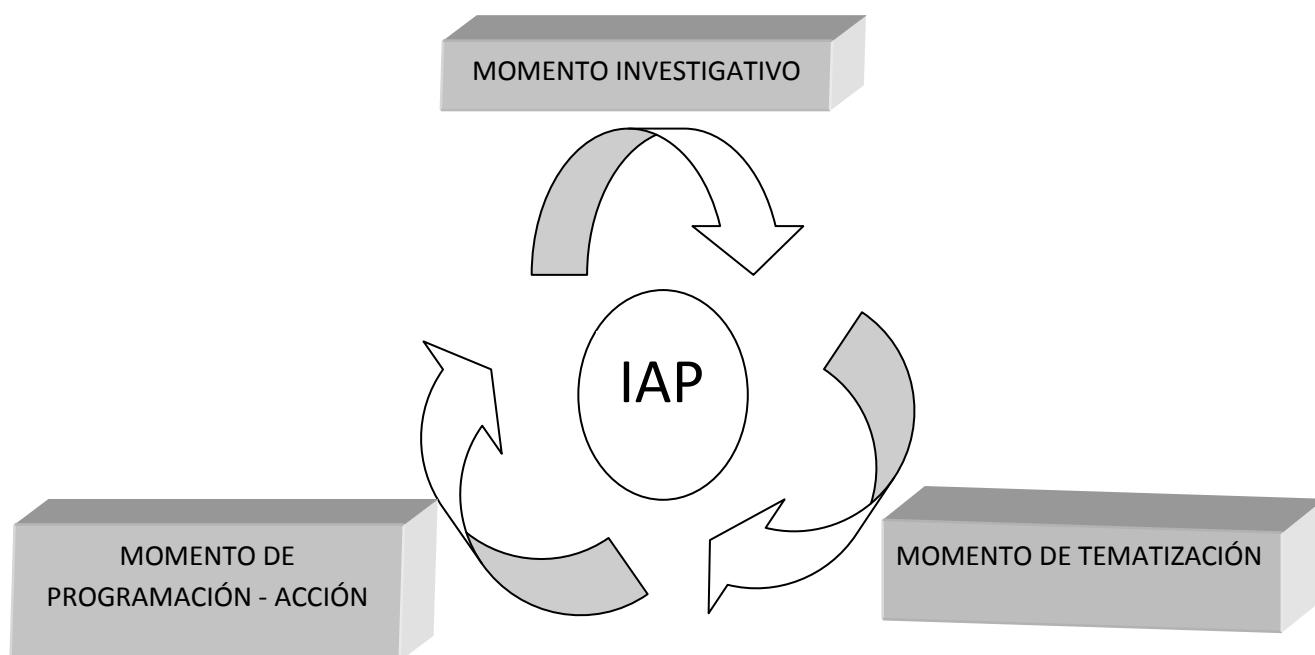 MOMENTO INVESTIGATIVO
IAP
MOMENTO DE
PROGRAMACIÓN - ACCIÓN
MOMENTO DE TEMATIZACIÓN